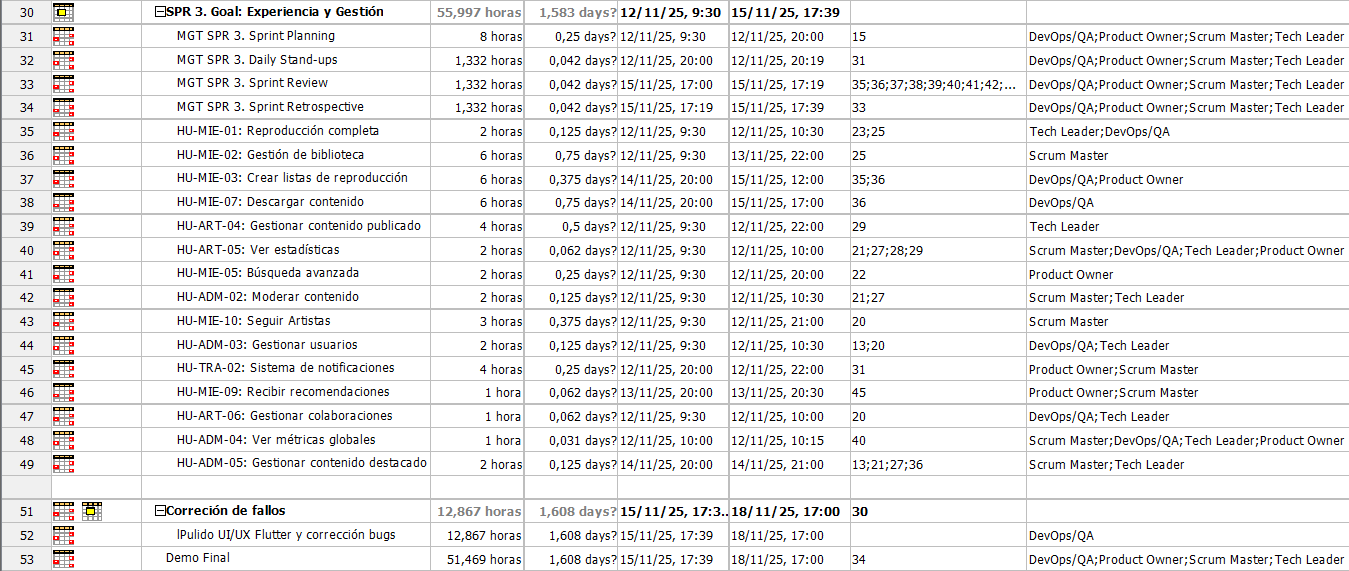 30 SPR 3. Goal: Experiencia y Gestión 55,997 horas 1,583 days? 12/11/25, 9:30 15/11/25, 17:39
31 MGT SPR 3. Sprint Planning 8 horas 0,25 days? 12/11/25, 9:30 12/11/25, 20:00 15 DevOps/QA;Product Owner;Scrum Master;Tech Leader
32 MGT SPR 3. Daily Stand-ups 1,332 horas 0,042 days? 12/11/25, 20:00 12/11/25, 20:19 31 DevOps/QA;Product Owner;Scrum Master;Tech Leader
33 MGT SPR 3. Sprint Review 1,332 horas 0,042 days? 15/11/25, 17:00 15/11/25, 17:19 35;36;37;38;39;40;41;42;... DevOps/QA;Product Owner;Scrum Master;Tech Leader
34 MGT SPR 3. Sprint Retrospective 1,332 horas 0,042 days? 15/11/25, 17:19 15/11/25, 17:39 33 DevOps/QA;Product Owner;Scrum Master;Tech Leader
35 HU-MIE-01: Reproducción completa 2 horas 0,125 days? 12/11/25, 9:30 12/11/25, 10:30 23;25 Tech Leader;DevOps/QA
36 HU-MIE-02: Gestión de biblioteca 6 horas 0,75 days? 12/11/25, 9:30 13/11/25, 22:00 25 Scrum Master
37 HU-MIE-03: Crear listas de reproducción 6 horas 0,375 days? 14/11/25, 20:00 15/11/25, 12:00 35;36 DevOps/QA;Product Owner
38 HU-MIE-07: Descargar contenido 6 horas 0,75 days? 14/11/25, 20:00 15/11/25, 17:00 36 DevOps/QA
39 HU-ART-04: Gestionar contenido publicado 4 horas 0,5 days? 12/11/25, 9:30 12/11/25, 22:00 29 Tech Leader
40 HU-ART-05: Ver estadísticas 2 horas 0,062 days? 12/11/25, 9:30 12/11/25, 10:00 21;27;28;29 Scrum Master;DevOps/QA;Tech Leader;Product Owner
41 HU-MIE-05: Búsqueda avanzada 2 horas 0,25 days? 12/11/25, 9:30 12/11/25, 20:00 22 Product Owner
42 HU-ADM-02: Moderar contenido 2 horas 0,125 days? 12/11/25, 9:30 12/11/25, 10:30 21;27 Scrum Master;Tech Leader
43 HU-MIE-10: Seguir Artistas 3 horas 0,375 days? 12/11/25, 9:30 12/11/25, 21:00 20 Scrum Master
44 HU-ADM-03: Gestionar usuarios 2 horas 0,125 days? 12/11/25, 9:30 12/11/25, 10:30 13;20 DevOps/QA;Tech Leader
45 HU-TRA-02: Sistema de notificaciones 4 horas 0,25 days? 12/11/25, 20:00 12/11/25, 22:00 31 Product Owner;Scrum Master
46 HU-MIE-09: Recibir recomendaciones 1 hora 0,062 days? 13/11/25, 20:00 13/11/25, 20:30 45 Product Owner;Scrum Master
47 HU-ART-06: Gestionar colaboraciones 1 hora 0,062 days? 12/11/25, 9:30 12/11/25, 10:00 20 DevOps/QA;Tech Leader
48 HU-ADM-04: Ver métricas globales 1 hora 0,031 days? 12/11/25, 10:00 12/11/25, 10:15 40 Scrum Master;DevOps/QA;Tech Leader;Product Owner
49 HU-ADM-05: Gestionar contenido destacado 2 horas 0,125 days? 14/11/25, 20:00 14/11/25, 21:00 13;21;27;36 Scrum Master;Tech Leader
51 Correción de fallos 12,867 horas 1,608 days? 15/11/25, 17:3... 18/11/25, 17:00 30
52 lPulido UI/UX Flutter y corrección bugs 12,867 horas 1,608 days? 15/11/25, 17:39 18/11/25, 17:00 DevOps/QA
53 Demo Final 51,469 horas 1,608 days? 15/11/25, 17:39 18/11/25, 17:00 34 DevOps/QA;Product Owner;Scrum Master;Tech Leader